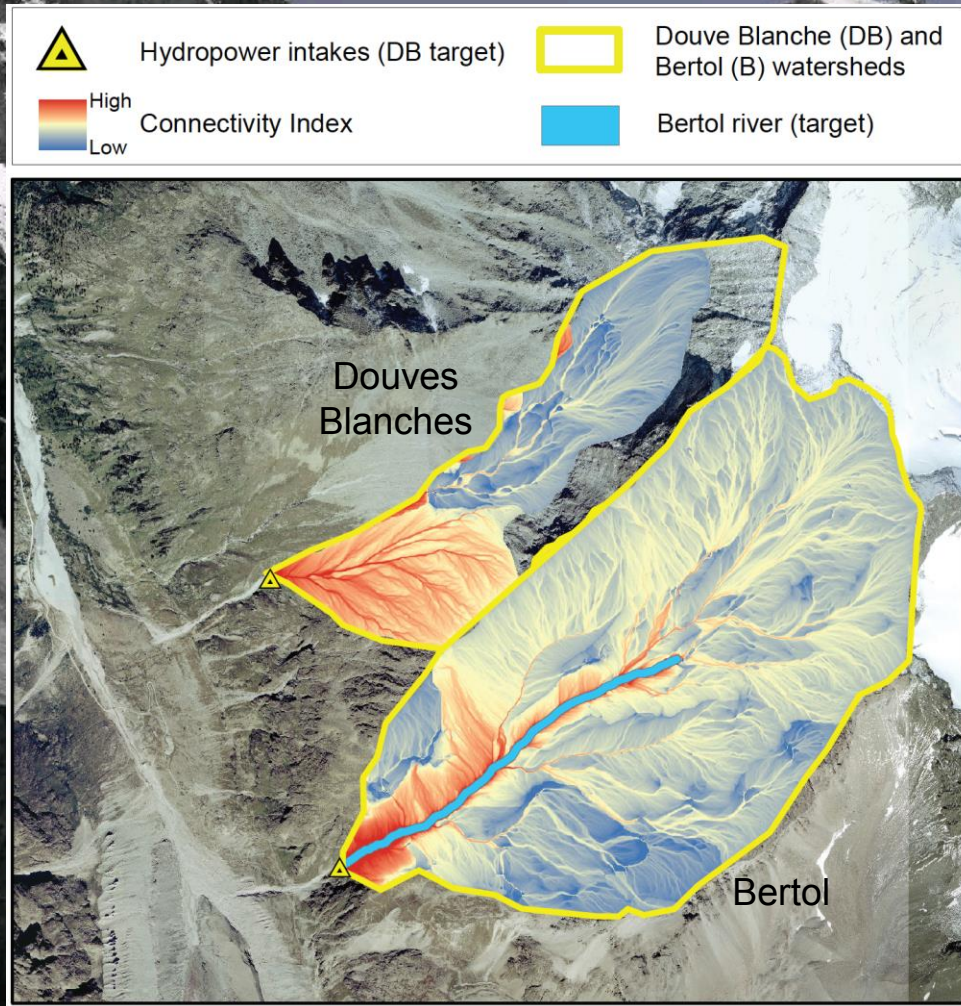 Hydropower intakes (DB target)
Douve Blanche (DB) and
Bertol (B) watersheds
High
Connectivity Index
Low
Bertol river (target)
Douves
Blanches
Bertol